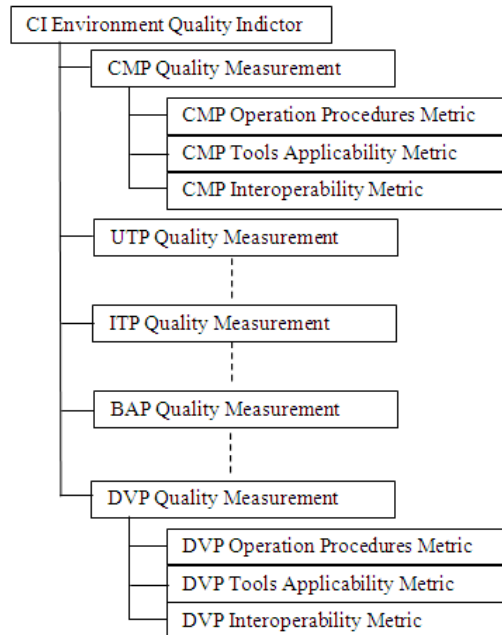 CI Environment Quality Indictor
CMP Quality Measurement
CMP Operation Procedures Metric
CMP Tools Applicability Metric
CMP Interoperability Metric
UTP Quality Measurement
ITP Quality Measurement
BAP Quality Measurement
DVP Quality Measurement
DVP Operation Procedures Metric
DVP Tools Applicability Metric
DVP Interoperability Metric